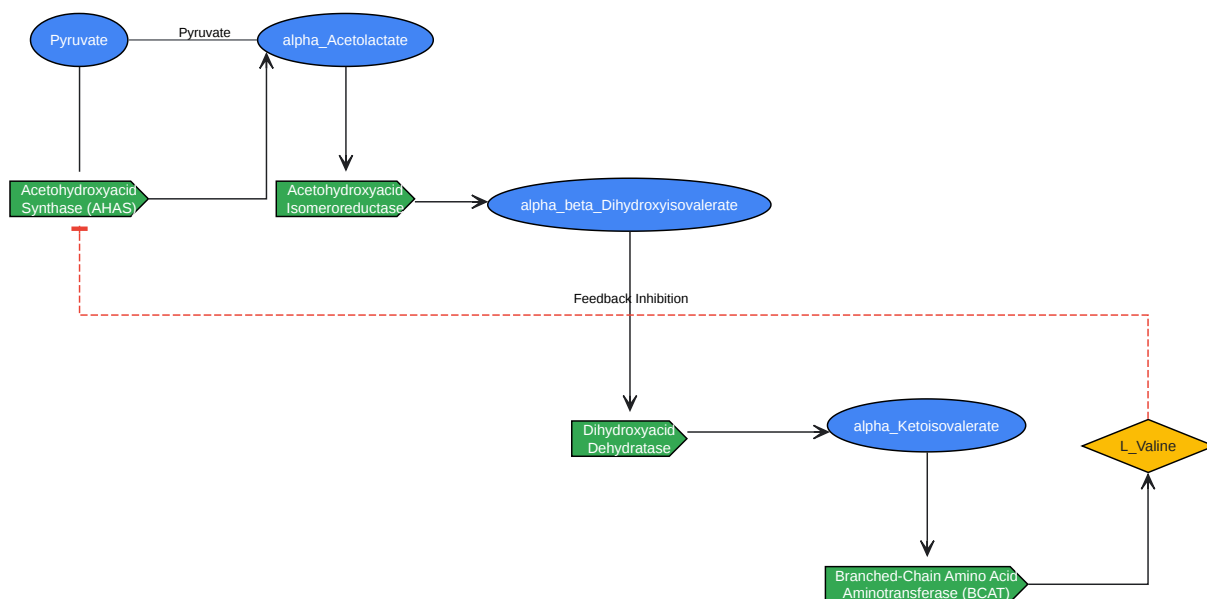 Pyruvate
Pyruvate
alpha_Acetolactate
Acetohydroxyacid
Synthase (AHAS)
Acetohydroxyacid
Isomeroreductase
alpha_beta_Dihydroxyisovalerate
Feedback Inhibition
Dihydroxyacid
Dehydratase
alpha_Ketoisovalerate
L_Valine
Branched-Chain Amino Acid
Aminotransferase (BCAT)